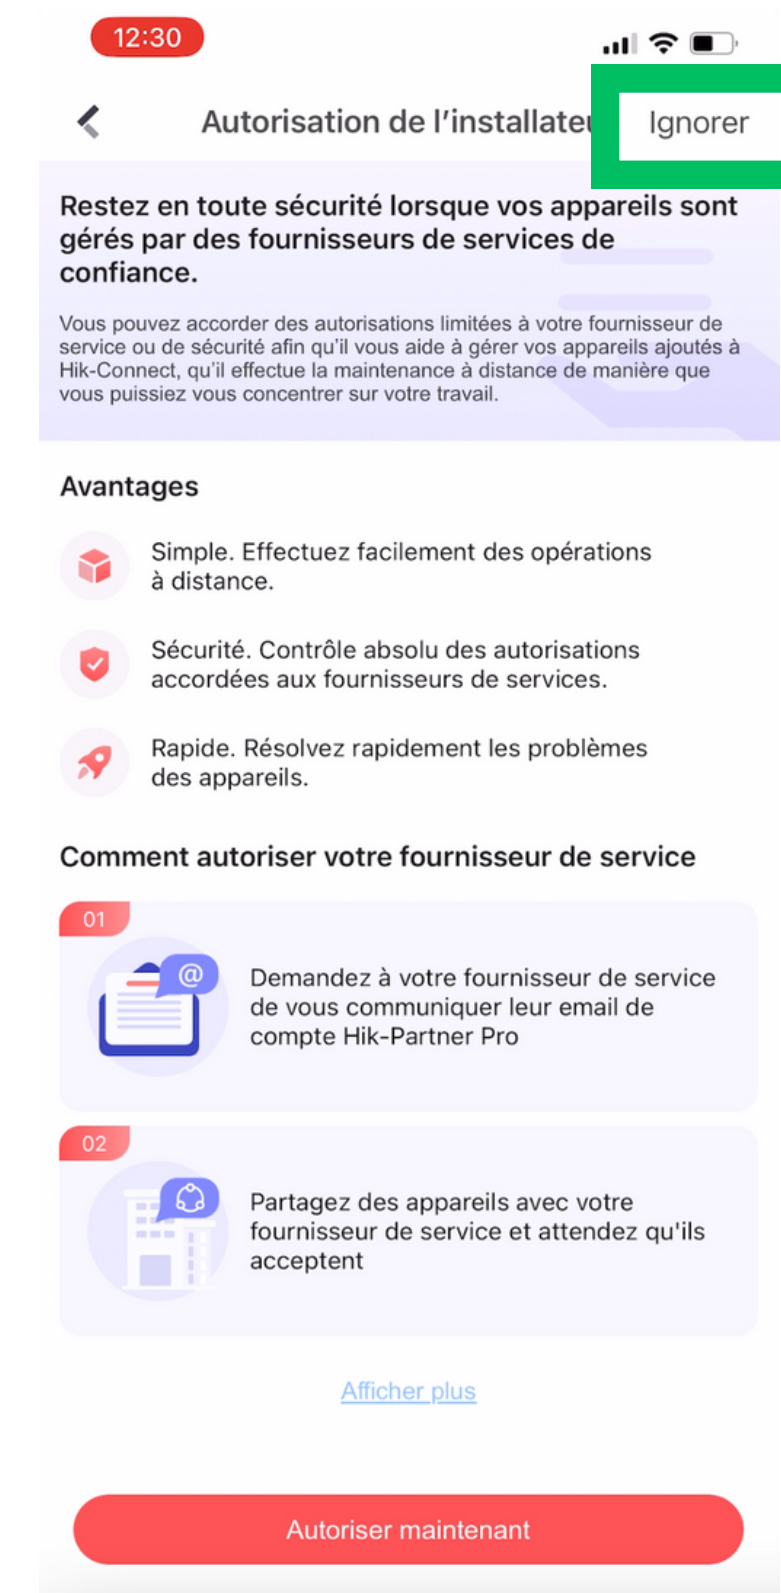 12:30
Autorisation de l'installate
Ignorer
Restez en toute sécurité lorsque vos appareils sont
gérés par des fournisseurs de services de
confiance.
Vous pouvez accorder des autorisations limitées à votre fournisseur de
service ou de sécurité afin qu'il vous aide à gérer vos appareils ajoutés à
Hik-Connect, qu'il effectue la maintenance à distance de manière que
vous puissiez vous concentrer sur votre travail.
Avantages
Simple. Effectuez facilement des opérations
à distance.
Sécurité. Contrôle absolu des autorisations
accordées aux fournisseurs de services.
Rapide. Résolvez rapidement les problèmes
des appareils.
Comment autoriser votre fournisseur de service
01
@
Demandez à votre fournisseur de service
de vous communiquer leur email de
compte Hik-Partner Pro
02
Partagez des appareils avec votre
fournisseur de service et attendez qu'ils
acceptent
Afficher plus
Autoriser maintenant